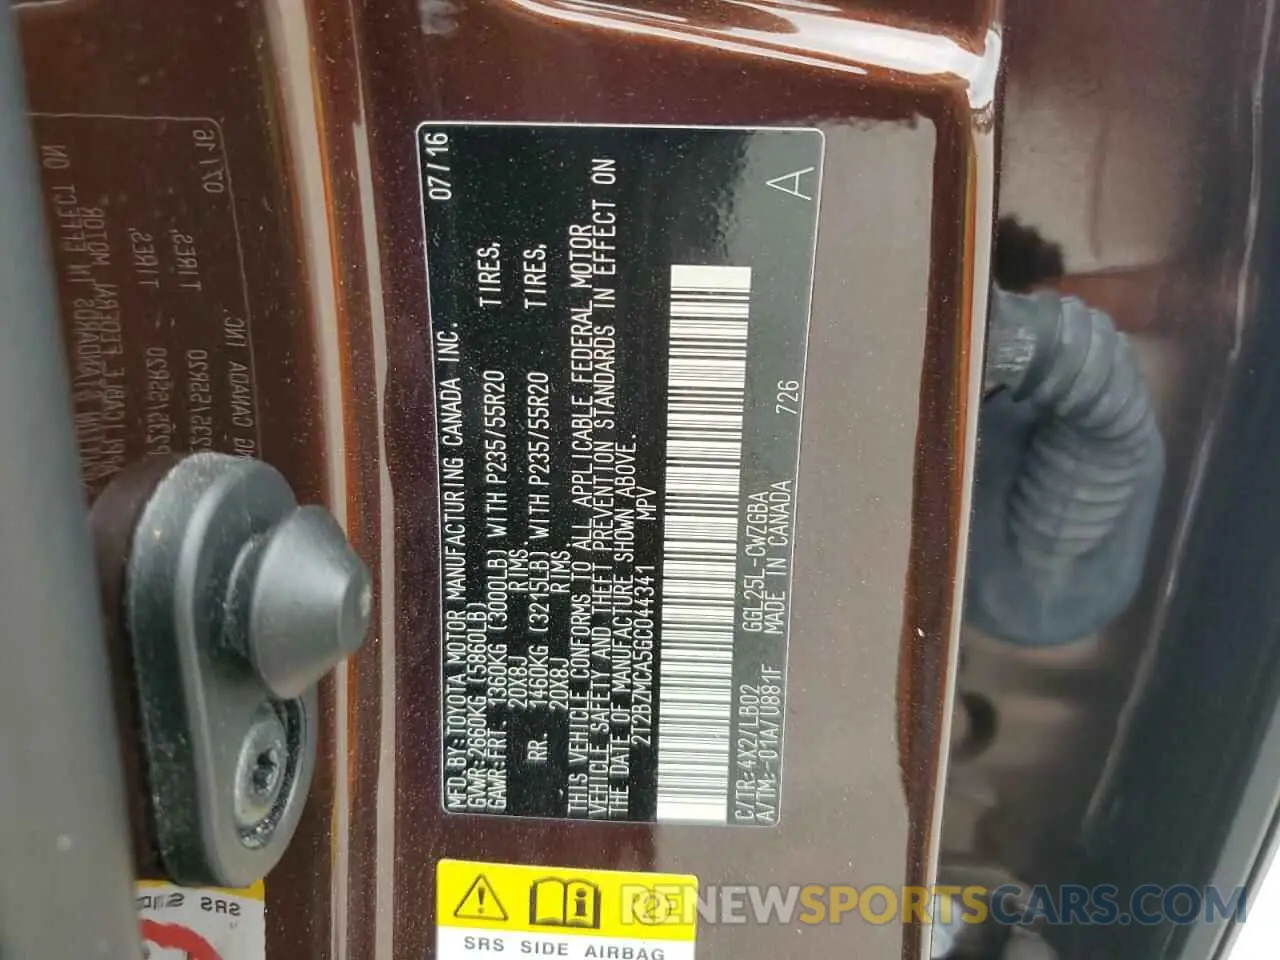 07/16
MFD.BY:TOYOTA MOTOR MANUFACTURING CANADA INC.
GVWR:2660KG (5860LB)
GAWR:FRT. 1360KG (3000LB) WITH P235/55R20 TIRES,
20X8J RIMS.
RR. 1460KG (3215LB) WITH P235/55R20 TIRES,
20X8J RIMS
THIS VEHICLE CONFORMS TO ALL APPLICABLE FEDERAL MOTOR
VEHICLE SAFETY AND THEFT PREVENTION STANDARDS IN EFFECT ON
THE DATE OF MANUFACTURE SHOWN ABOVE.
2T2BZMCA5GC044341 MPV
A
C/TR:4X2/LB02 GGL25L-CWZGBA
A/TM:-01A/U881F MADE IN CANADA 726
SRS SIDE AIRBAG
RENEWSPORTSCARS.COM